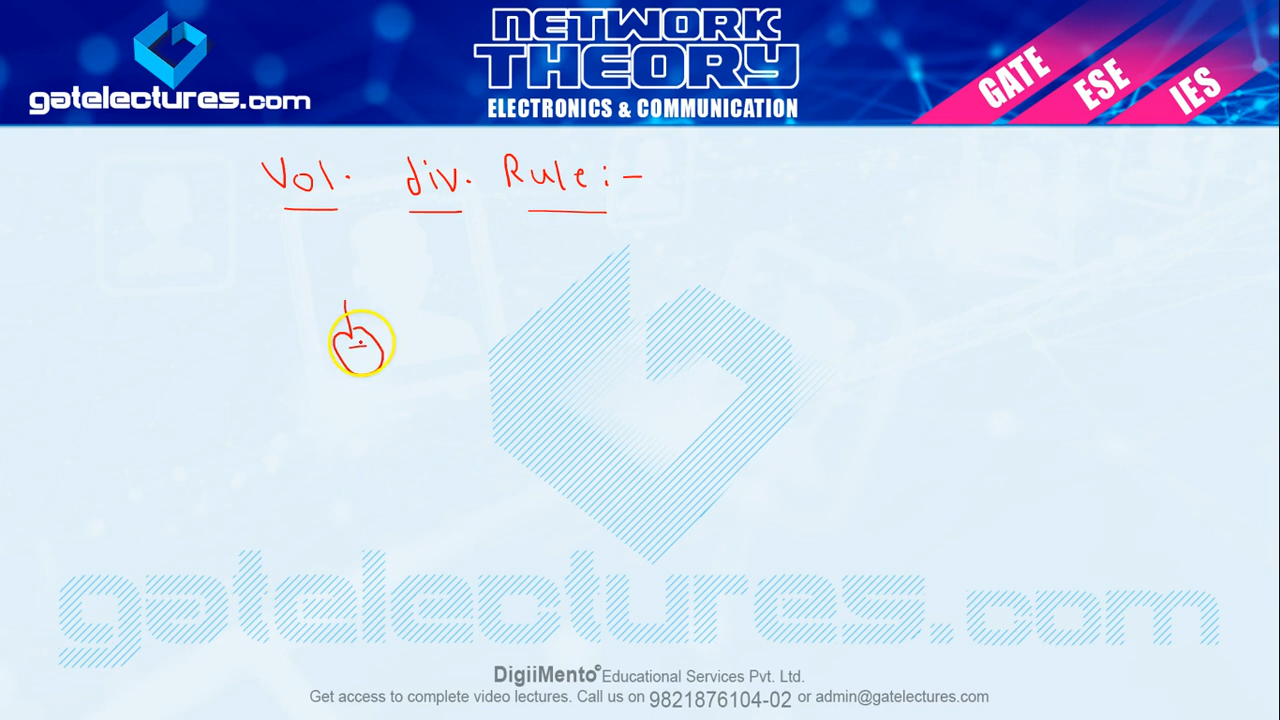 gatelectures.com
NETWORK
THEORY
ELECTRONICS & COMMUNICATION
GATE
ESE
IES
Vol. div. Rule:-
gatelectures.com
DigiiMento© Educational Services Pvt. Ltd.
Get access to complete video lectures. Call us on 9821876104-02 or admin@gatelectures.com